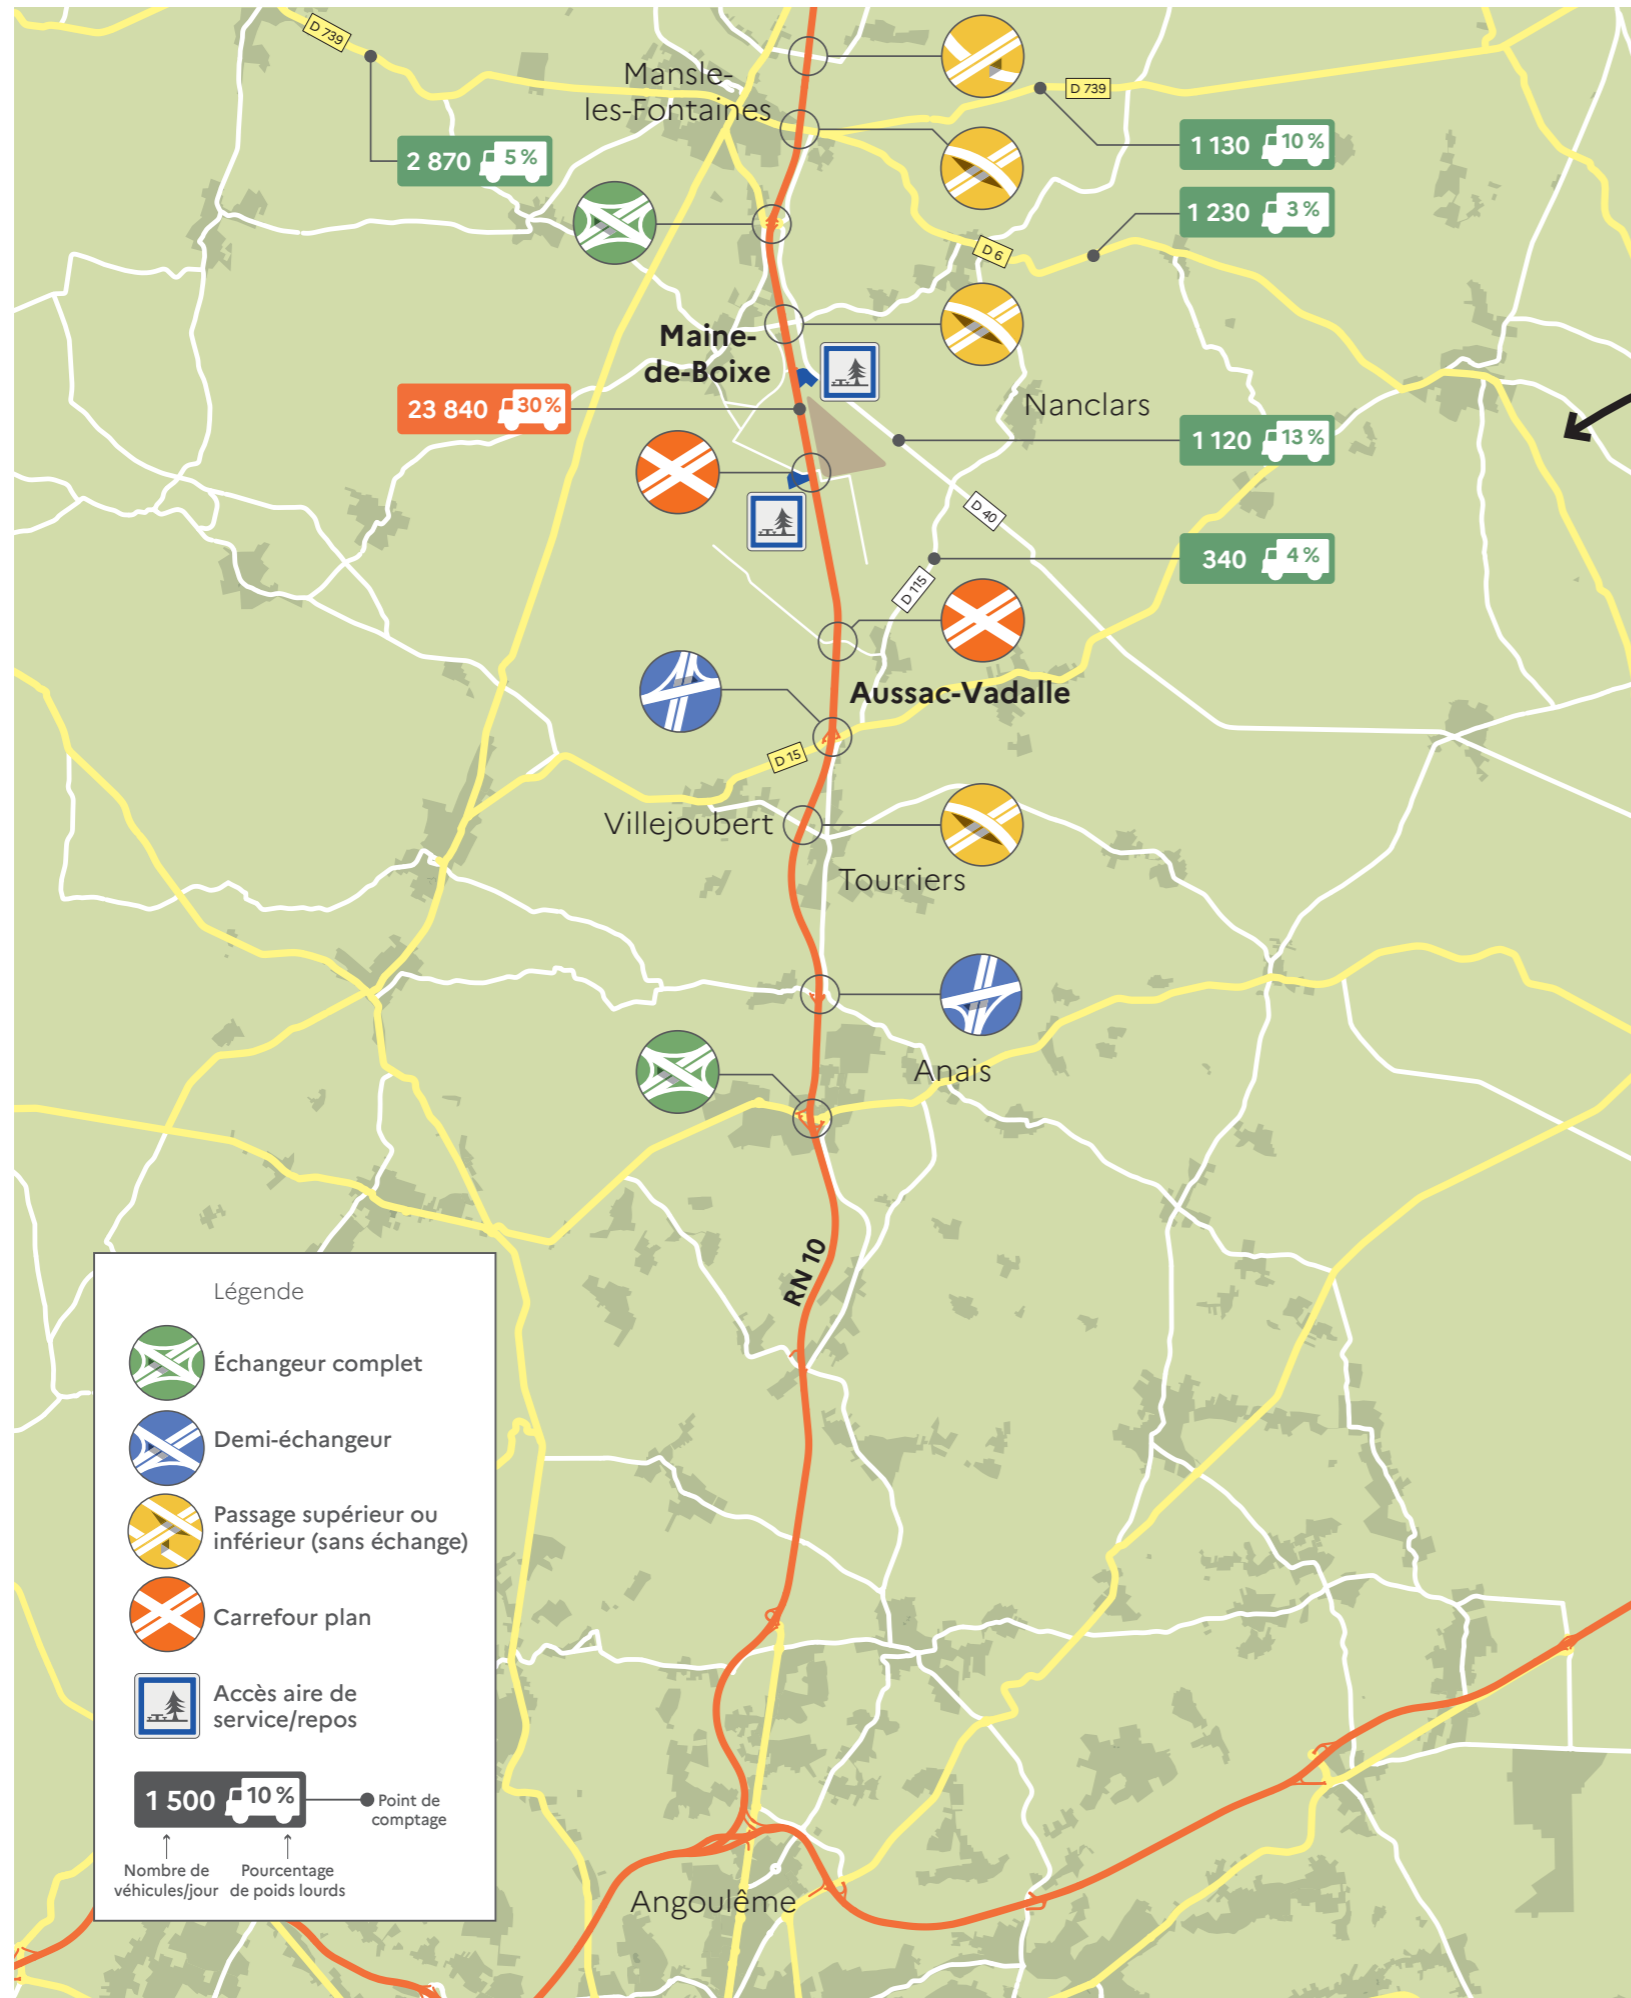 D 739
Mansle-
les-Fontaines
D 739
2 870 5 %
1 130 10 %
1 230 3 %
D 6
Maine-
de-Boixe
23 840 30 %
Nanclars
1 120 13 %
D 40
340 4 %
D 115
Aussac-Vadalle
D 15
Villejoubert
Tourriers
Anais
RN 10
Angoulême
Légende
Échangeur complet
Demi-échangeur
Passage supérieur ou
inférieur (sans échange)
Carrefour plan
Accès aire de
service/repos
1 500 10 %
Point de
comptage
Nombre de
véhicules/jour
Pourcentage
de poids lourds